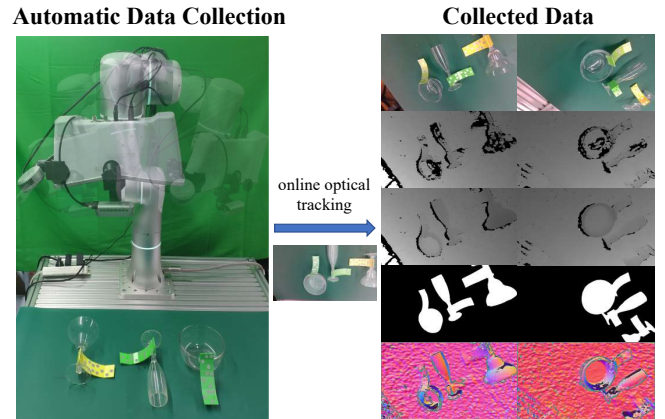 Automatic Data Collection
Collected Data
online optical
tracking